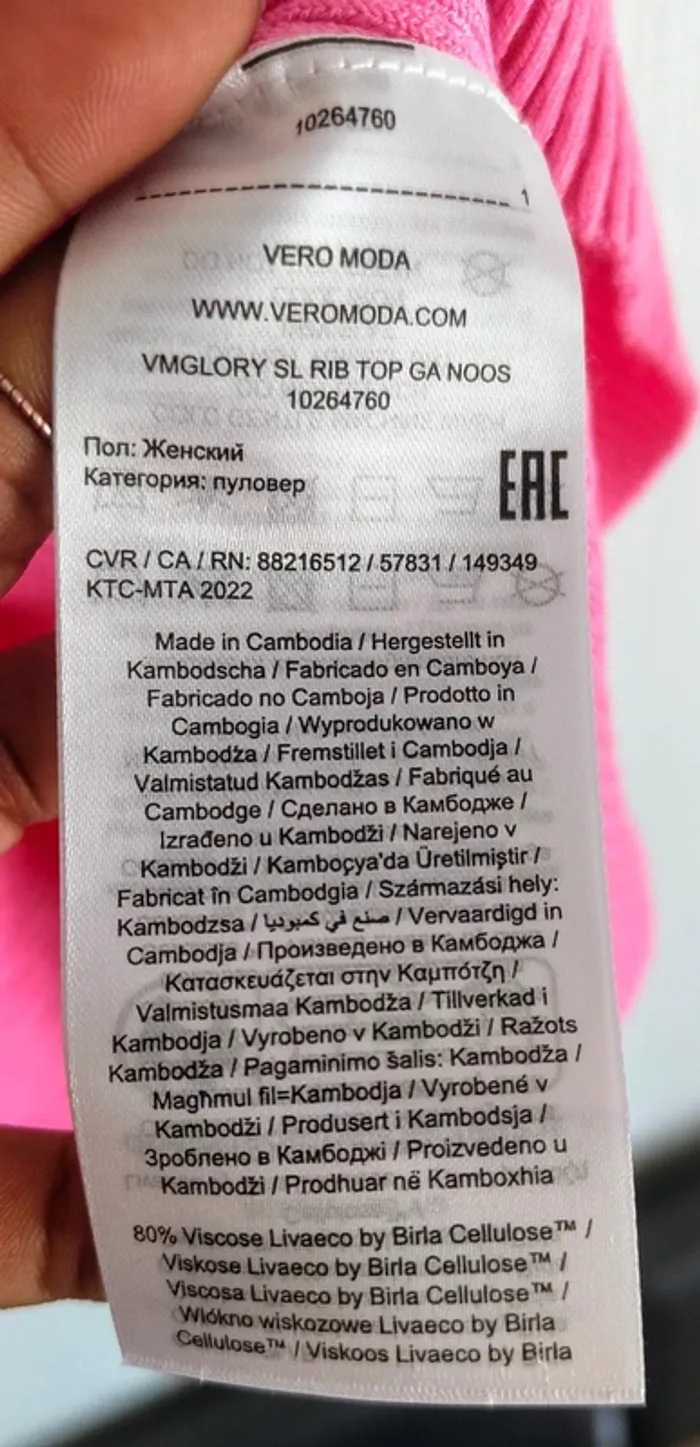 10264760
1
VERO MODA
WWW.VEROMODA.COM
VMGLORY SL RIB TOP GA NOOS
10264760
Пол: Женский
Категория: пуловер
EAC
CVR / CA / RN: 88216512 / 57831 / 149349
KTC-MTA 2022
Made in Cambodia / Hergestellt in
Kambodscha / Fabricado en Camboya /
Fabricado no Camboja / Prodotto in
Cambogia / Wyprodukowano w
Kambodża / Fremstillet i Cambodja /
Valmistatud Kambodžas / Fabriqué au
Cambodge / Сделано в Камбодже /
Izrađeno u Kambodži / Narejeno v
Kambodži / Kamboçya'da Üretilmiştir /
Fabricat în Cambodgia / Származási hely:
Kambodzsa / صنع في كمبوديا / Vervaardigd in
Cambodja / Произведено в Камбоджа /
Κατασκευάζεται στην Καμπότζη /
Valmistusmaa Kambodža / Tillverkad i
Kambodja / Vyrobeno v Kambodži / Ražots
Kambodža / Pagaminimo šalis: Kambodža /
Magħmul fil=Kambodja / Vyrobené v
Kambodži / Produsert i Kambodsja /
Зроблено в Камбоджі / Proizvedeno u
Kambodži / Prodhuar në Kamboxhia
80% Viscose Livaeco by Birla Cellulose™ /
Viskose Livaeco by Birla Cellulose™ /
Viscosa Livaeco by Birla Cellulose™ /
Włókno wiskozowe Livaeco by Birla
Cellulose™ / Viskoos Livaeco by Birla